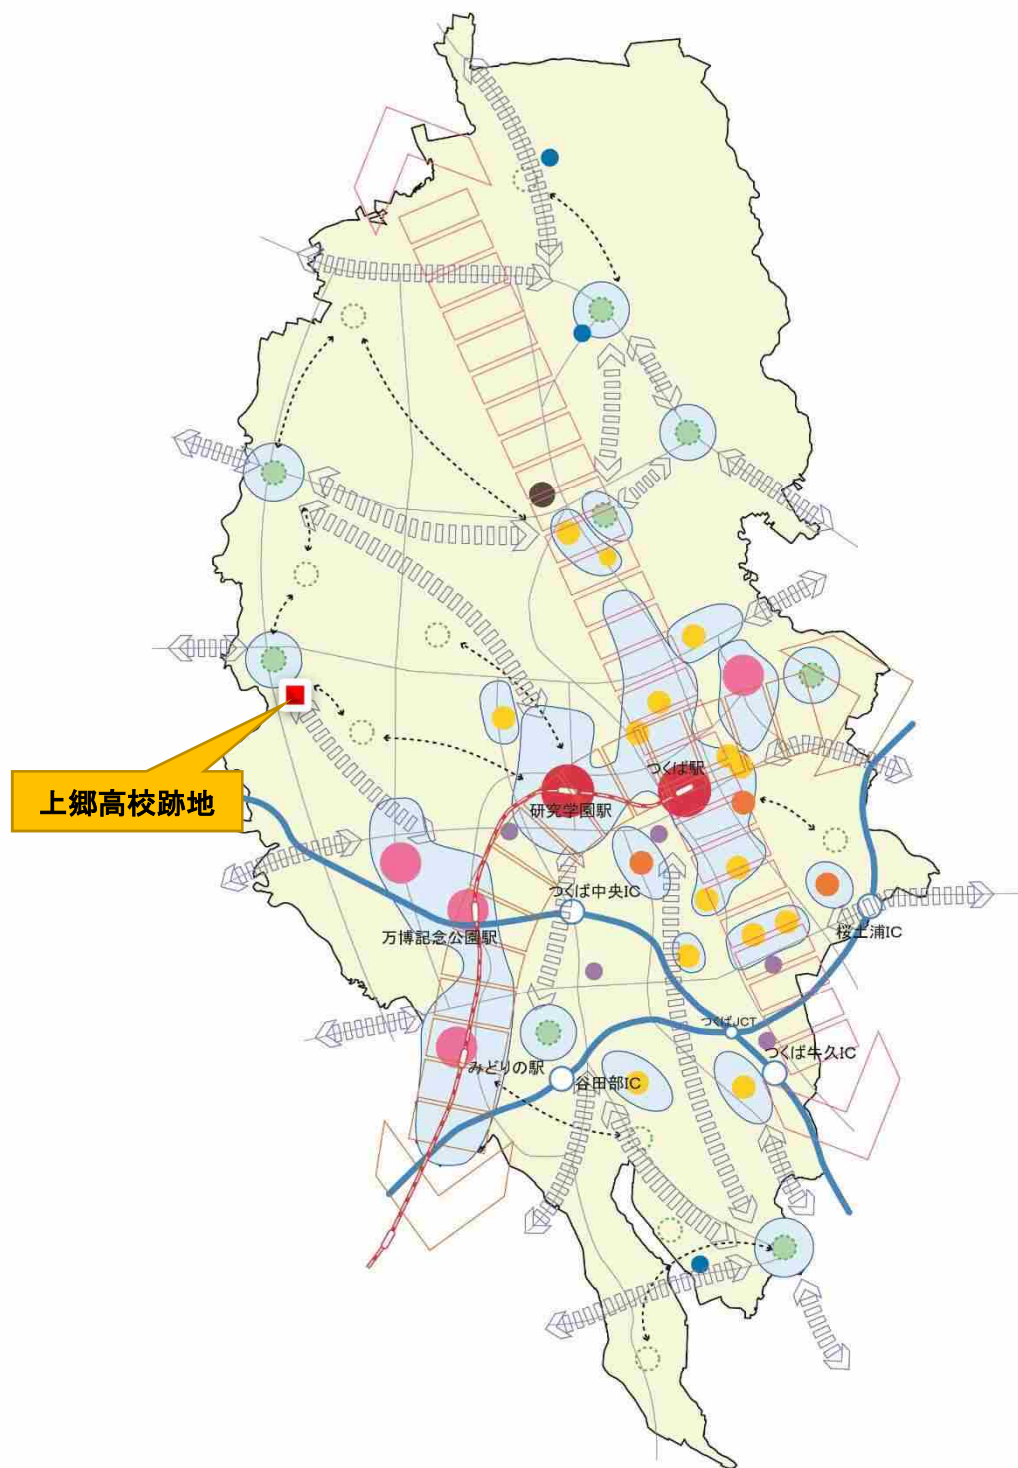 つくば駅
上郷高校跡地
研究学園駅
つくば中央IC
万博記念公園駅
桜土浦IC
つくばJCT
つくば牛久IC
みどりの駅
谷田部IC